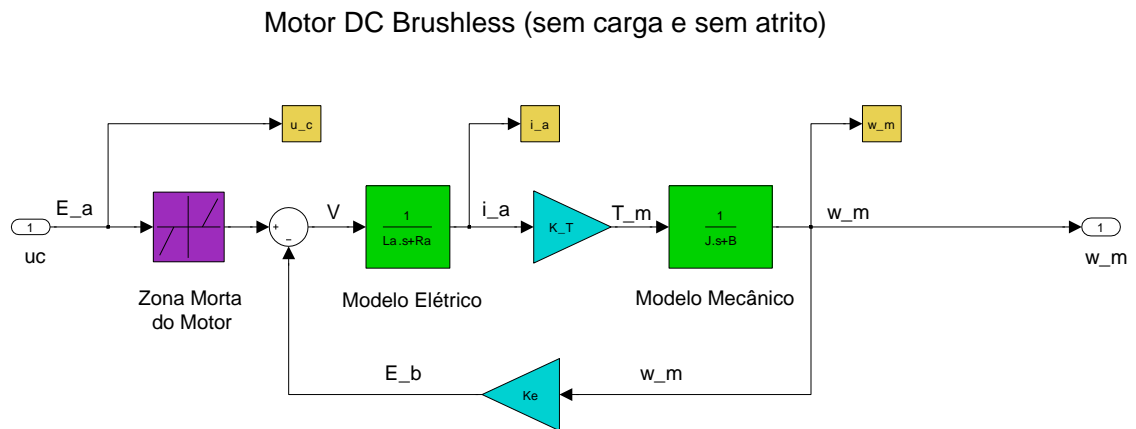 Motor DC Brushless (sem carga e sem atrito)
u_c
i_a
w_m
E_a
V
i_a
T_m
w_m
1
uc
+
−
1
La.s+Ra
K_T
1
J.s+B
1
w_m
Zona Morta
do Motor
Modelo Elétrico
Modelo Mecânico
E_b
w_m
Ke